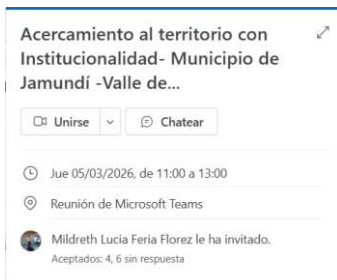 Acercamiento al territorio con
Institucionalidad- Municipio de
Jamundí -Valle de...
Unirse
Chatear
Jue 05/03/2026, de 11:00 a 13:00
Reunión de Microsoft Teams
Mildreth Lucia Feria Florez le ha invitado.
Aceptados: 4, 6 sin respuesta